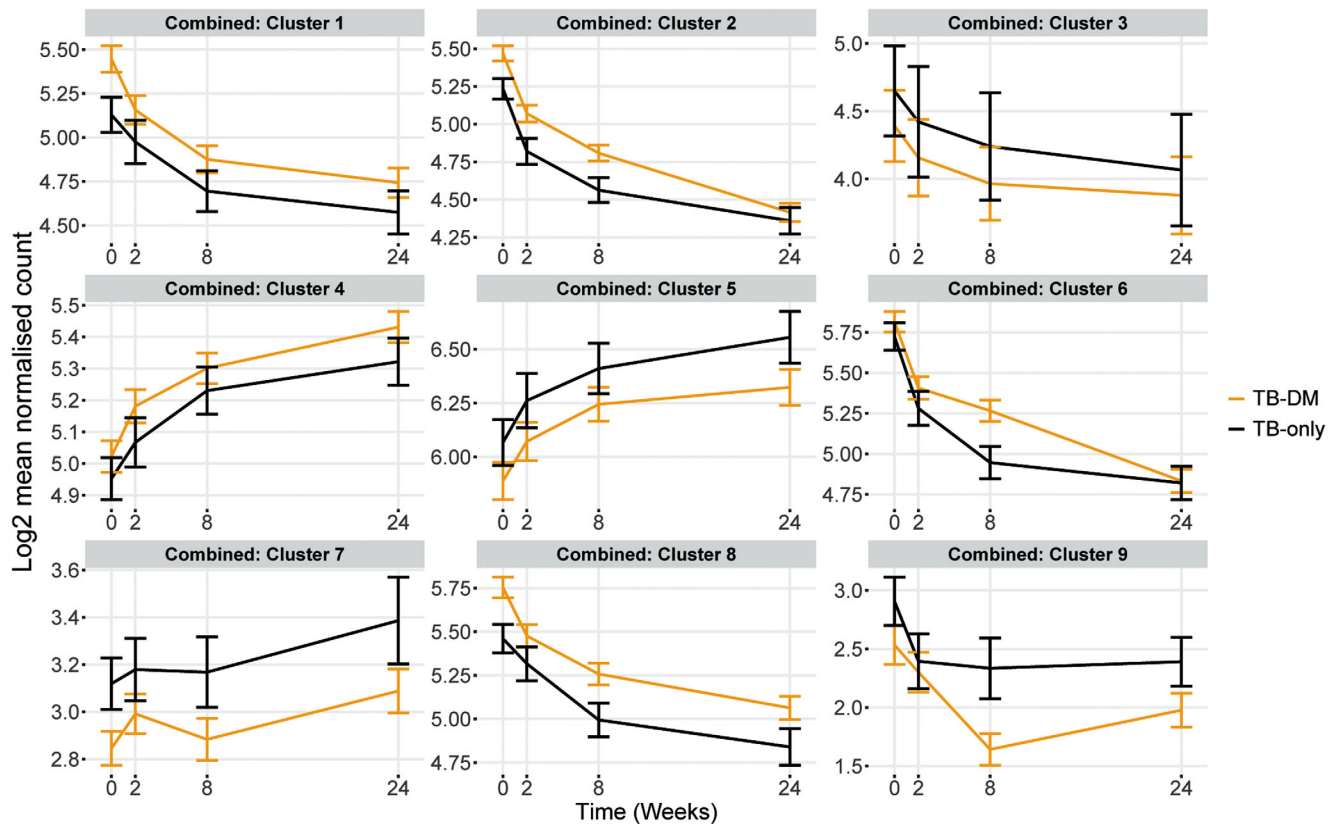 Combined: Cluster 1
Combined: Cluster 2
Combined: Cluster 3
5.50
5.25
5.00
4.75
4.50
0 2 8 24
5.50
5.25
5.00
4.75
4.50
4.25
0 2 8 24
5.0
4.5
4.0
0 2 8 24
Combined: Cluster 4
Combined: Cluster 5
Combined: Cluster 6
5.5
5.4
5.3
5.2
5.1
5.0
4.9
0 2 8 24
6.50
6.25
6.00
0 2 8 24
5.75
5.50
5.25
5.00
4.75
0 2 8 24
Combined: Cluster 7
Combined: Cluster 8
Combined: Cluster 9
3.6
3.4
3.2
3.0
2.8
0 2 8 24
5.75
5.50
5.25
5.00
4.75
0 2 8 24
3.0
2.5
2.0
1.5
0 2 8 24
Log2 mean normalised count
Time (Weeks)
TB-DM
TB-only